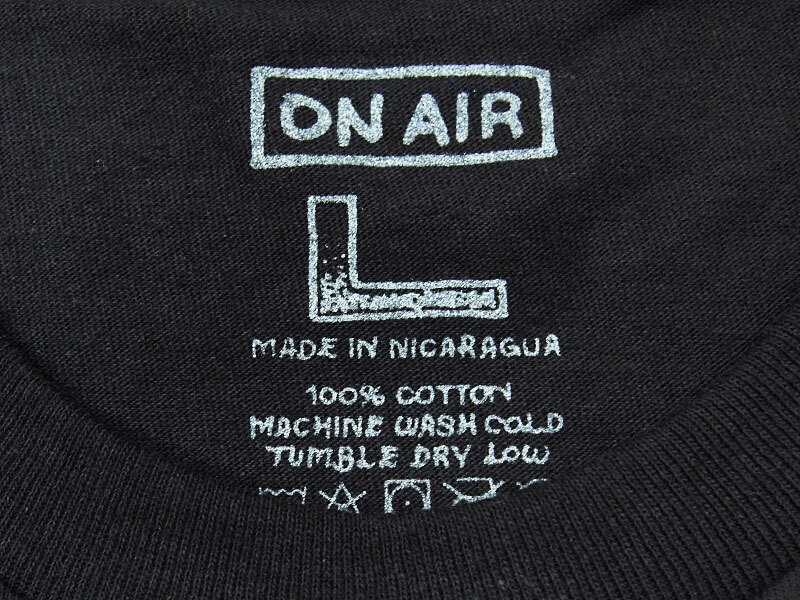 ON AIR
L
MADE IN NICARAGUA
100% COTTON
MACHINE WASH COLD
TUMBLE DRY LOW